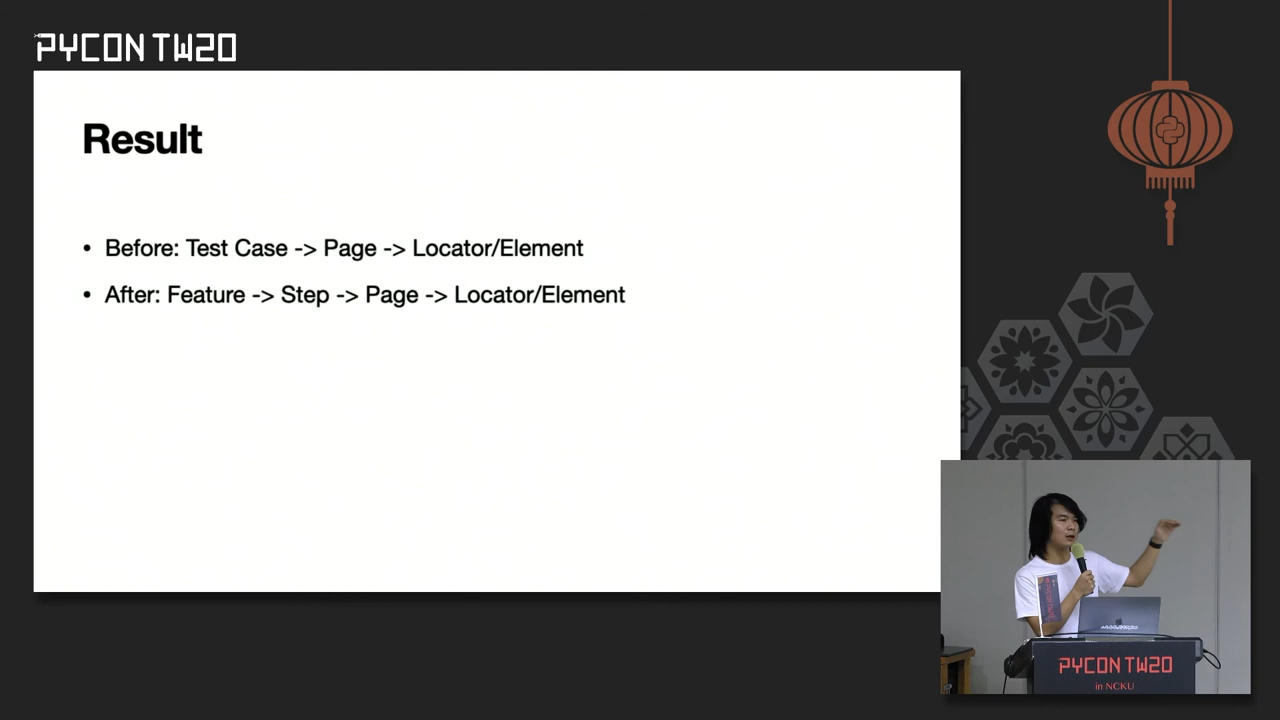 PYCON TW20
Result
• Before: Test Case -> Page -> Locator/Element
• After: Feature -> Step -> Page -> Locator/Element
PYCON TW20
in NCKU